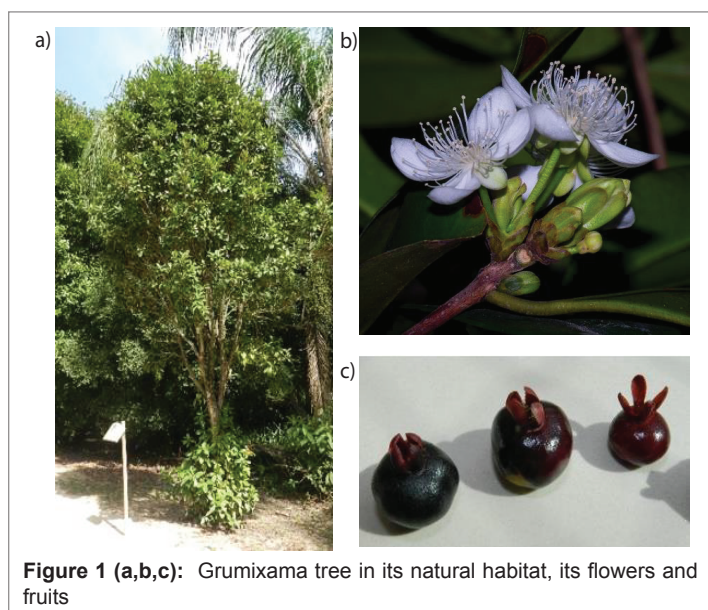 a)
b)
c)
Figure 1 (a,b,c): Grumixama tree in its natural habitat, its flowers and
fruits